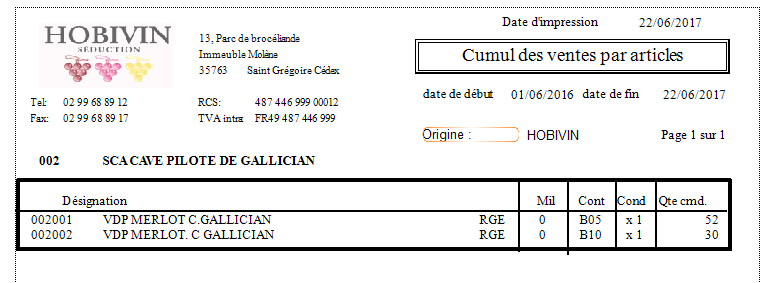 Date d'impression 22/06/2017
HOBIVIN
SÉDUCTION
13, Parc de brocéliande
Immeuble Molène
35763 Saint Grégoire Cédex
Cumul des ventes par articles
date de début 01/06/2016 date de fin 22/06/2017
Tel: 02 99 68 89 12 RCS: 487 446 999 00012
Fax: 02 99 68 89 17 TVA intra: FR49 487 446 999
Origine : HOBIVIN Page 1 sur 1
002 SCA CAVE PILOTE DE GALLICIAN
Désignation Mil Cont Cond Qte cmd.
002001 VDP MERLOT C.GALLICIAN RGE 0 B05 x 1 52
002002 VDP MERLOT. C GALLICIAN RGE 0 B10 x 1 30